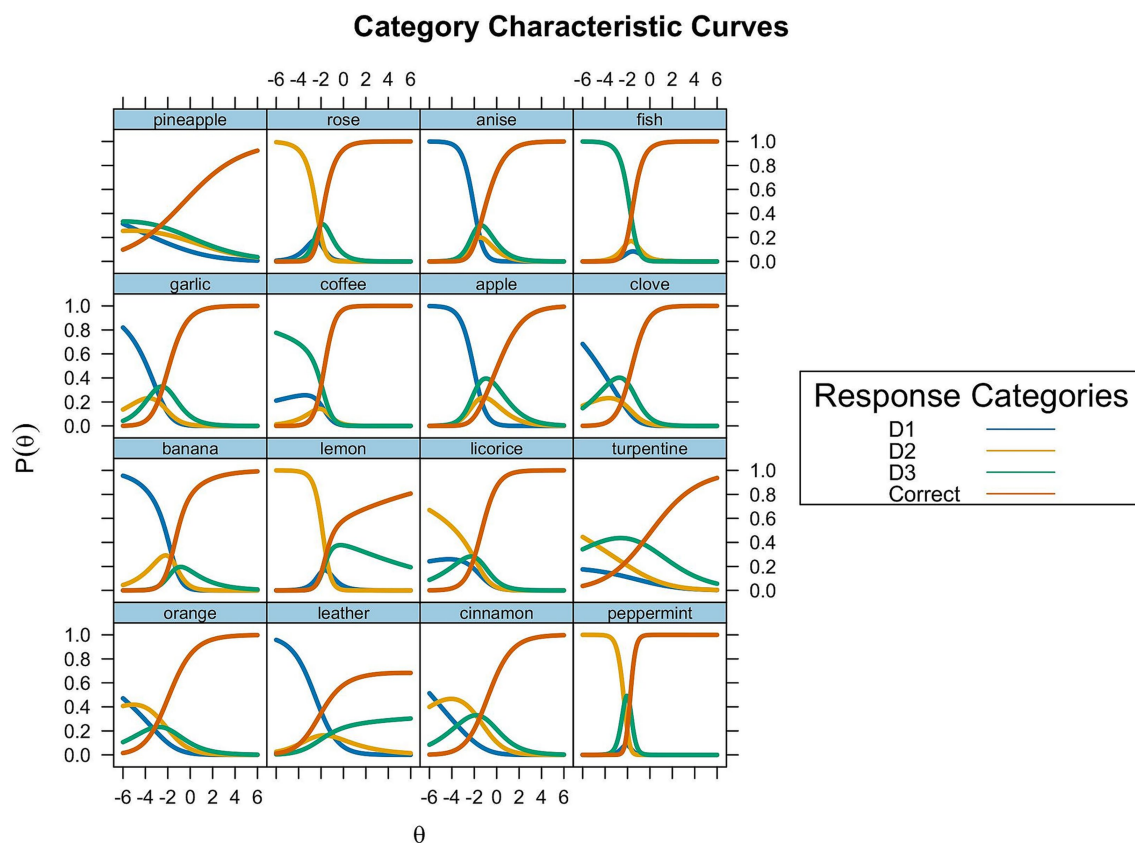 Category Characteristic Curves
-6 -4 -2 0 2 4 6 -6 -4 -2 0 2 4 6
pineapple rose anise fish
1.0
0.8
0.6
0.4
0.2
0.0
garlic coffee apple clove
1.0
0.8
0.6
0.4
0.2
0.0
banana lemon licorice turpentine
1.0
0.8
0.6
0.4
0.2
0.0
orange leather cinnamon peppermint
1.0
0.8
0.6
0.4
0.2
0.0
-6 -4 -2 0 2 4 6 -6 -4 -2 0 2 4 6
θ
P(θ)
Response Categories
D1
D2
D3
Correct